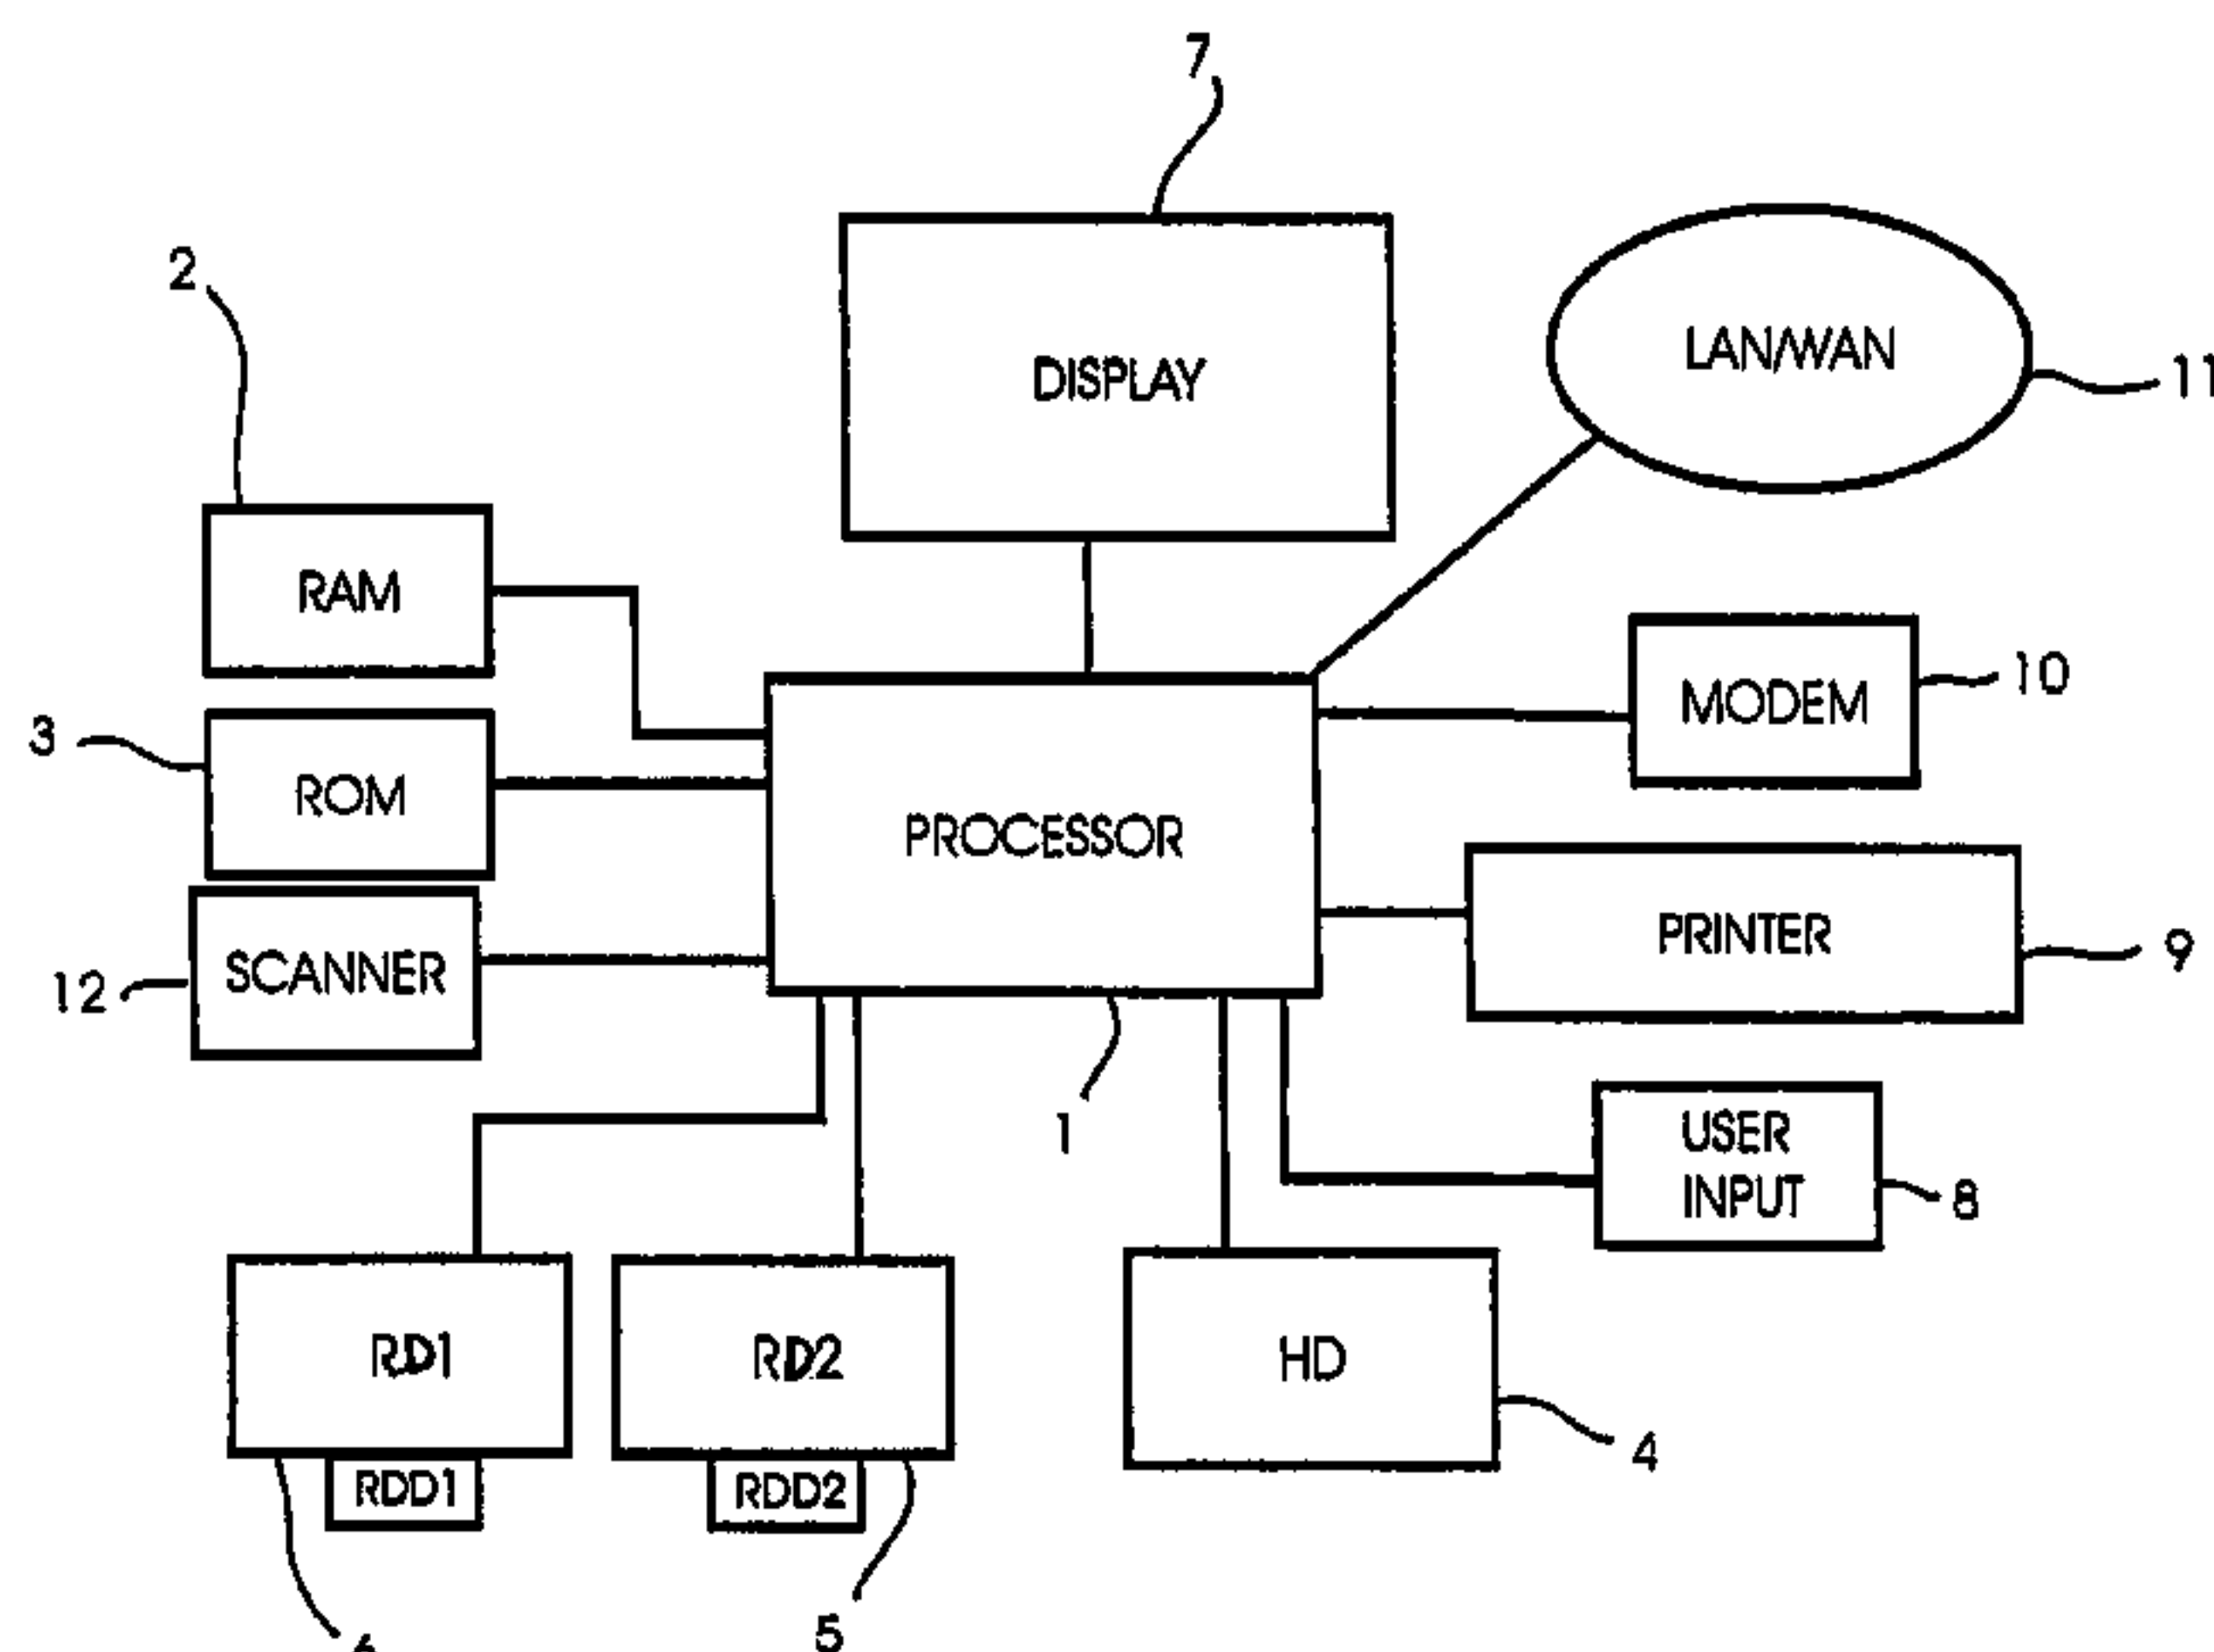 7
2
DISPLAY
LAN/WAN
11
RAM
MODEM
10
3
ROM
PROCESSOR
PRINTER
9
SCANNER
12
1
USER
INPUT
8
RD1
RD2
HD
4
RDD1
RDD2
5
6